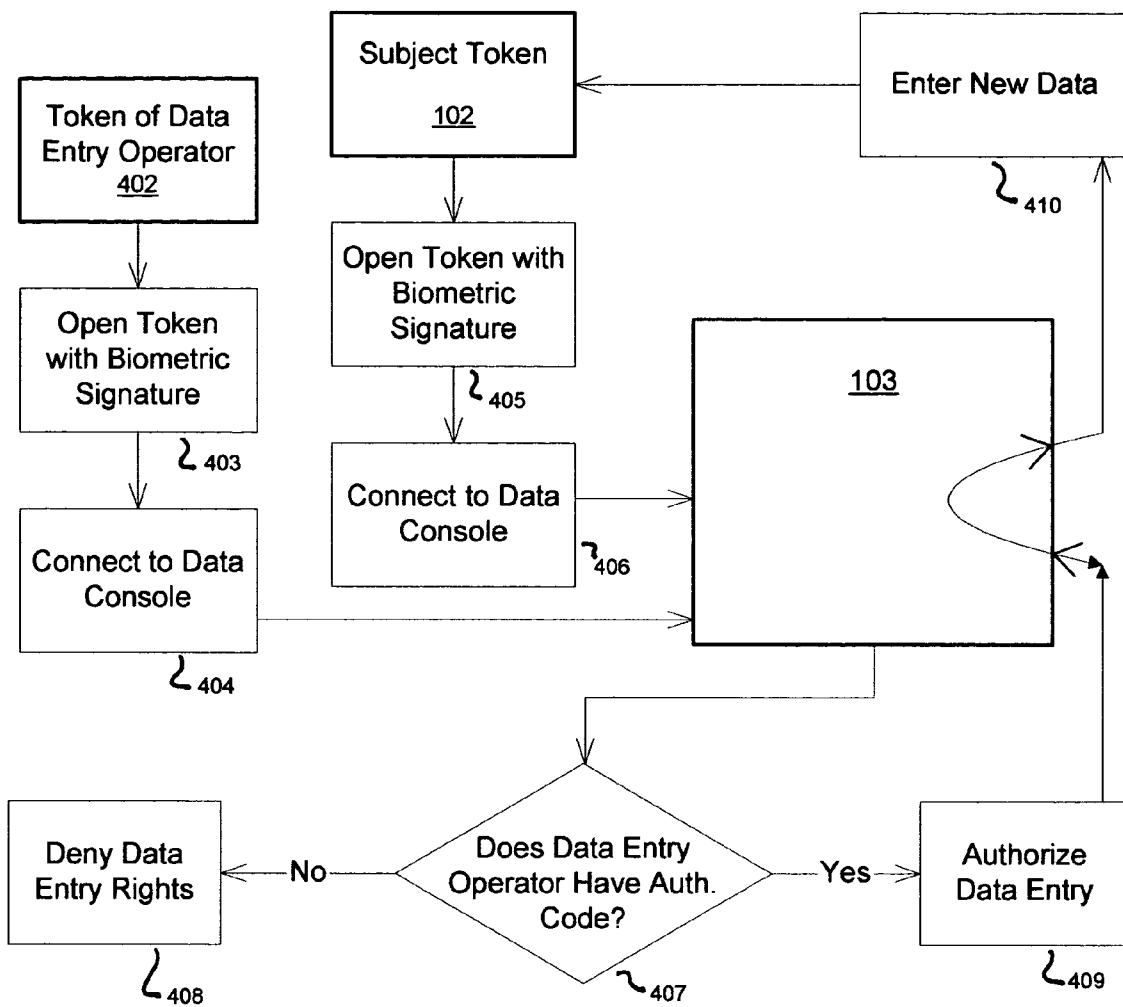 Token of Data
Entry Operator
402
Open Token
with Biometric
Signature
403
Connect to Data
Console
404
Subject Token
102
Open Token with
Biometric
Signature
405
Connect to Data
Console
406
103
Enter New Data
410
Does Data Entry
Operator Have Auth.
Code?
407
No
Deny Data
Entry Rights
408
Yes
Authorize
Data Entry
409